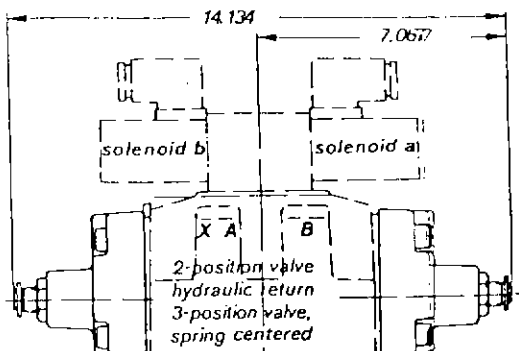 14.134
7.067
solenoid b
solenoid a
X A
B
2-position valve
hydraulic return
3-position valve,
spring centered